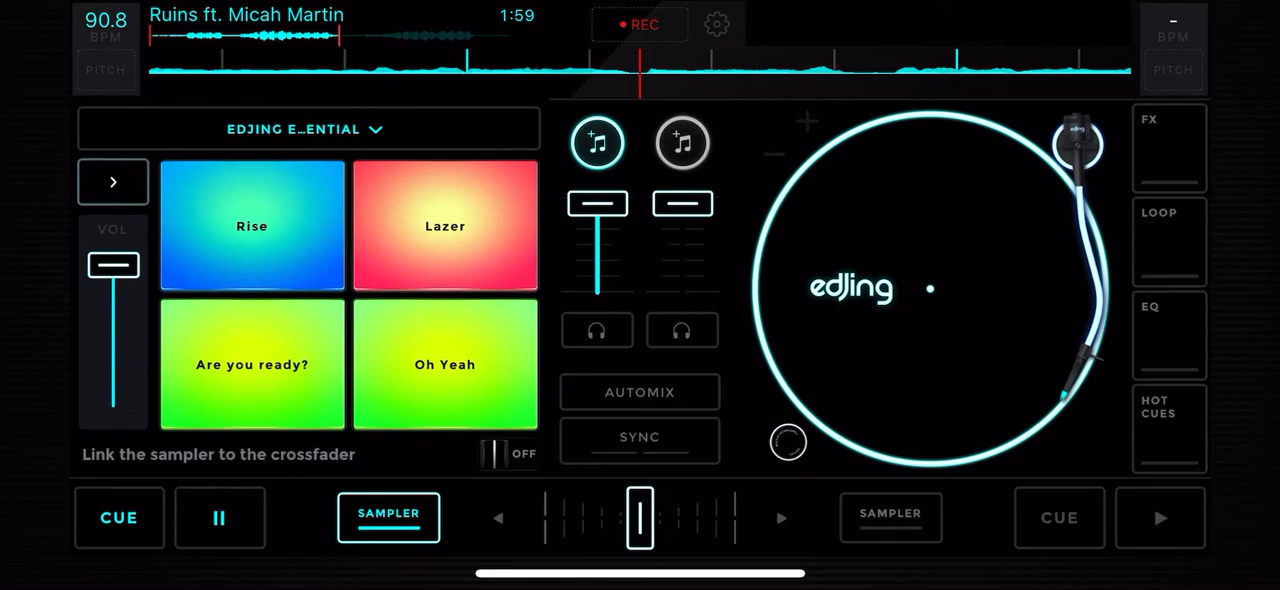 90.8
BPM
PITCH
Ruins ft. Micah Martin
1:59
REC
-
BPM
PITCH
EDJING E...ENTIAL
VOL
Rise
Lazer
Are you ready?
Oh Yeah
Link the sampler to the crossfader
OFF
AUTOMIX
SYNC
edjing
edjing
FX
LOOP
EQ
HOT
CUES
CUE
SAMPLER
SAMPLER
CUE